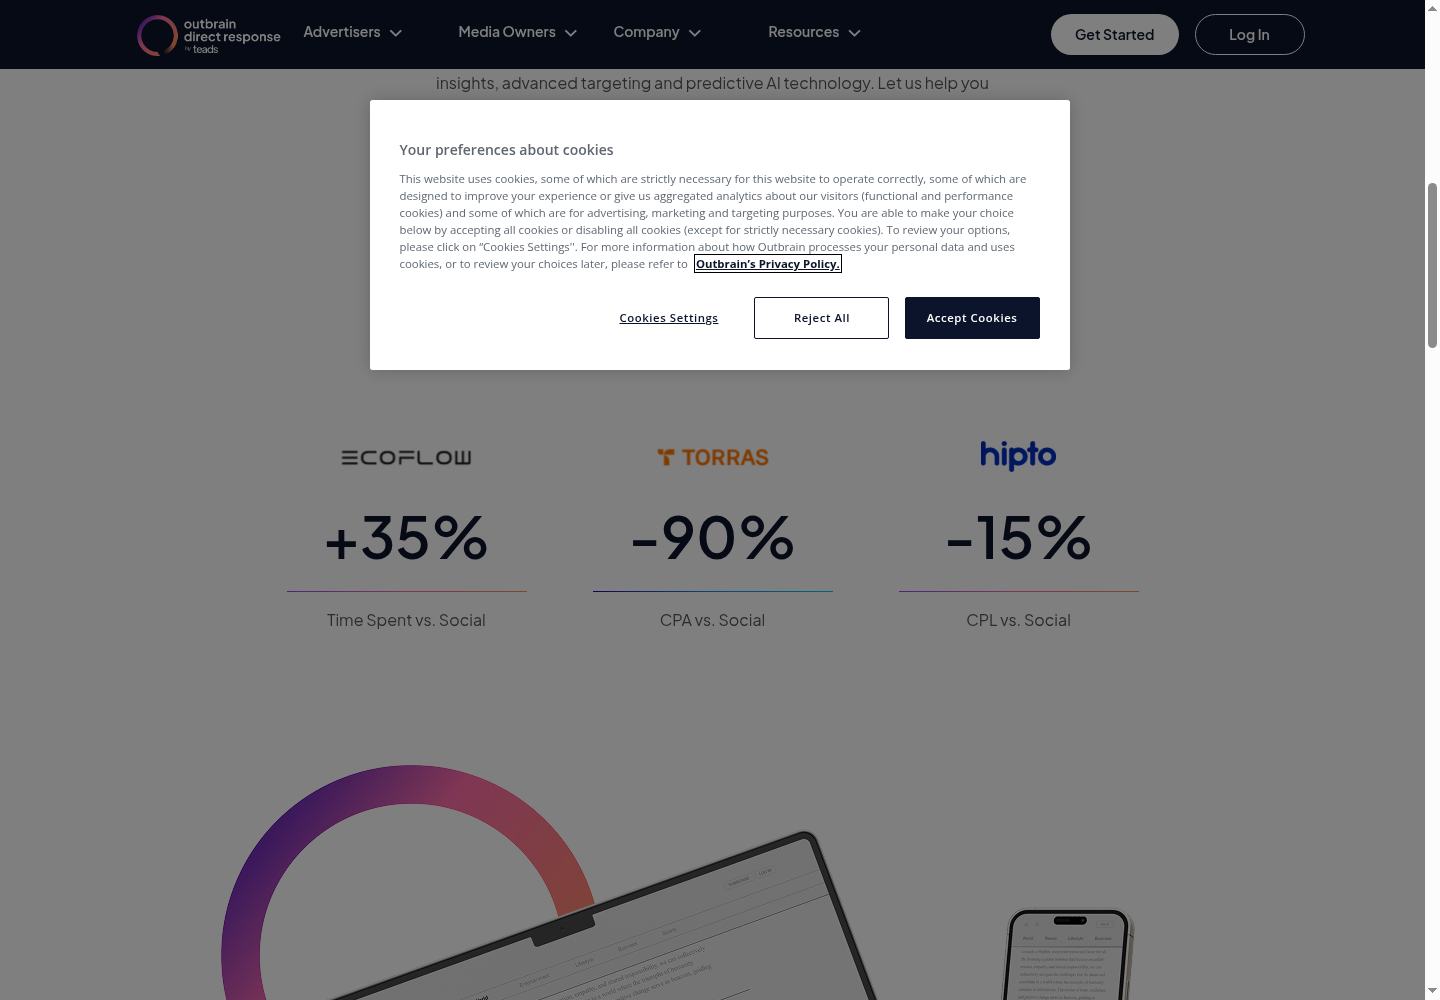 outbrain
direct response
by teads
Advertisers
Media Owners
Company
Resources
Get Started
Log In
insights, advanced targeting and predictive AI technology. Let us help you
Your preferences about cookies
This website uses cookies, some of which are strictly necessary for this website to operate correctly, some of which are
designed to improve your experience or give us aggregated analytics about our visitors (functional and performance
cookies) and some of which are for advertising, marketing and targeting purposes. You are able to make your choice
below by accepting all cookies or disabling all cookies (except for strictly necessary cookies). To review your options,
please click on “Cookies Settings''. For more information about how Outbrain processes your personal data and uses
cookies, or to review your choices later, please refer to Outbrain’s Privacy Policy.
Cookies Settings
Reject All
Accept Cookies
ECOFLOW
TORRAS
hipto
+35%
-90%
-15%
Time Spent vs. Social
CPA vs. Social
CPL vs. Social